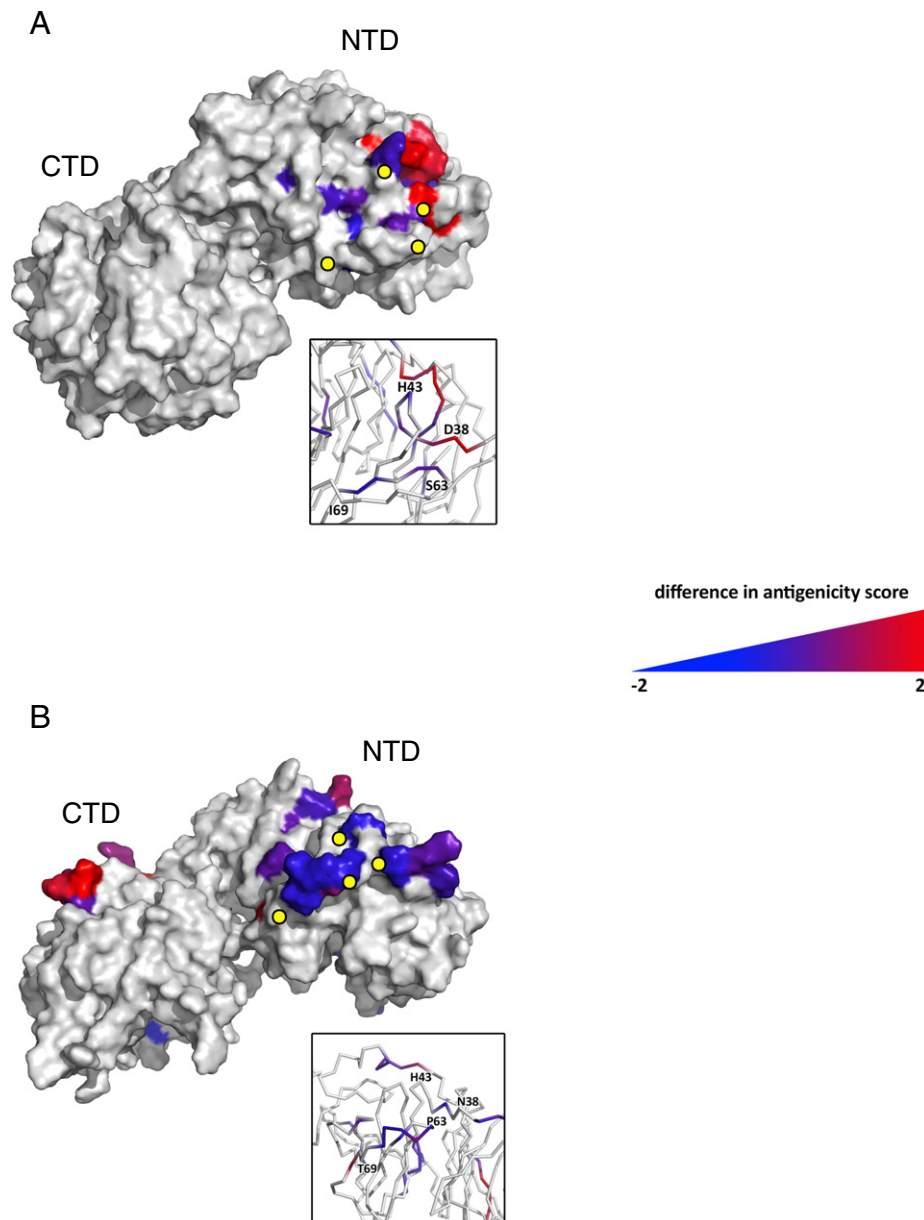 A
NTD
CTD
H43
D38
S63
I69
difference in antigenicity score
-2
2
B
NTD
CTD
H43
N38
P63
T69